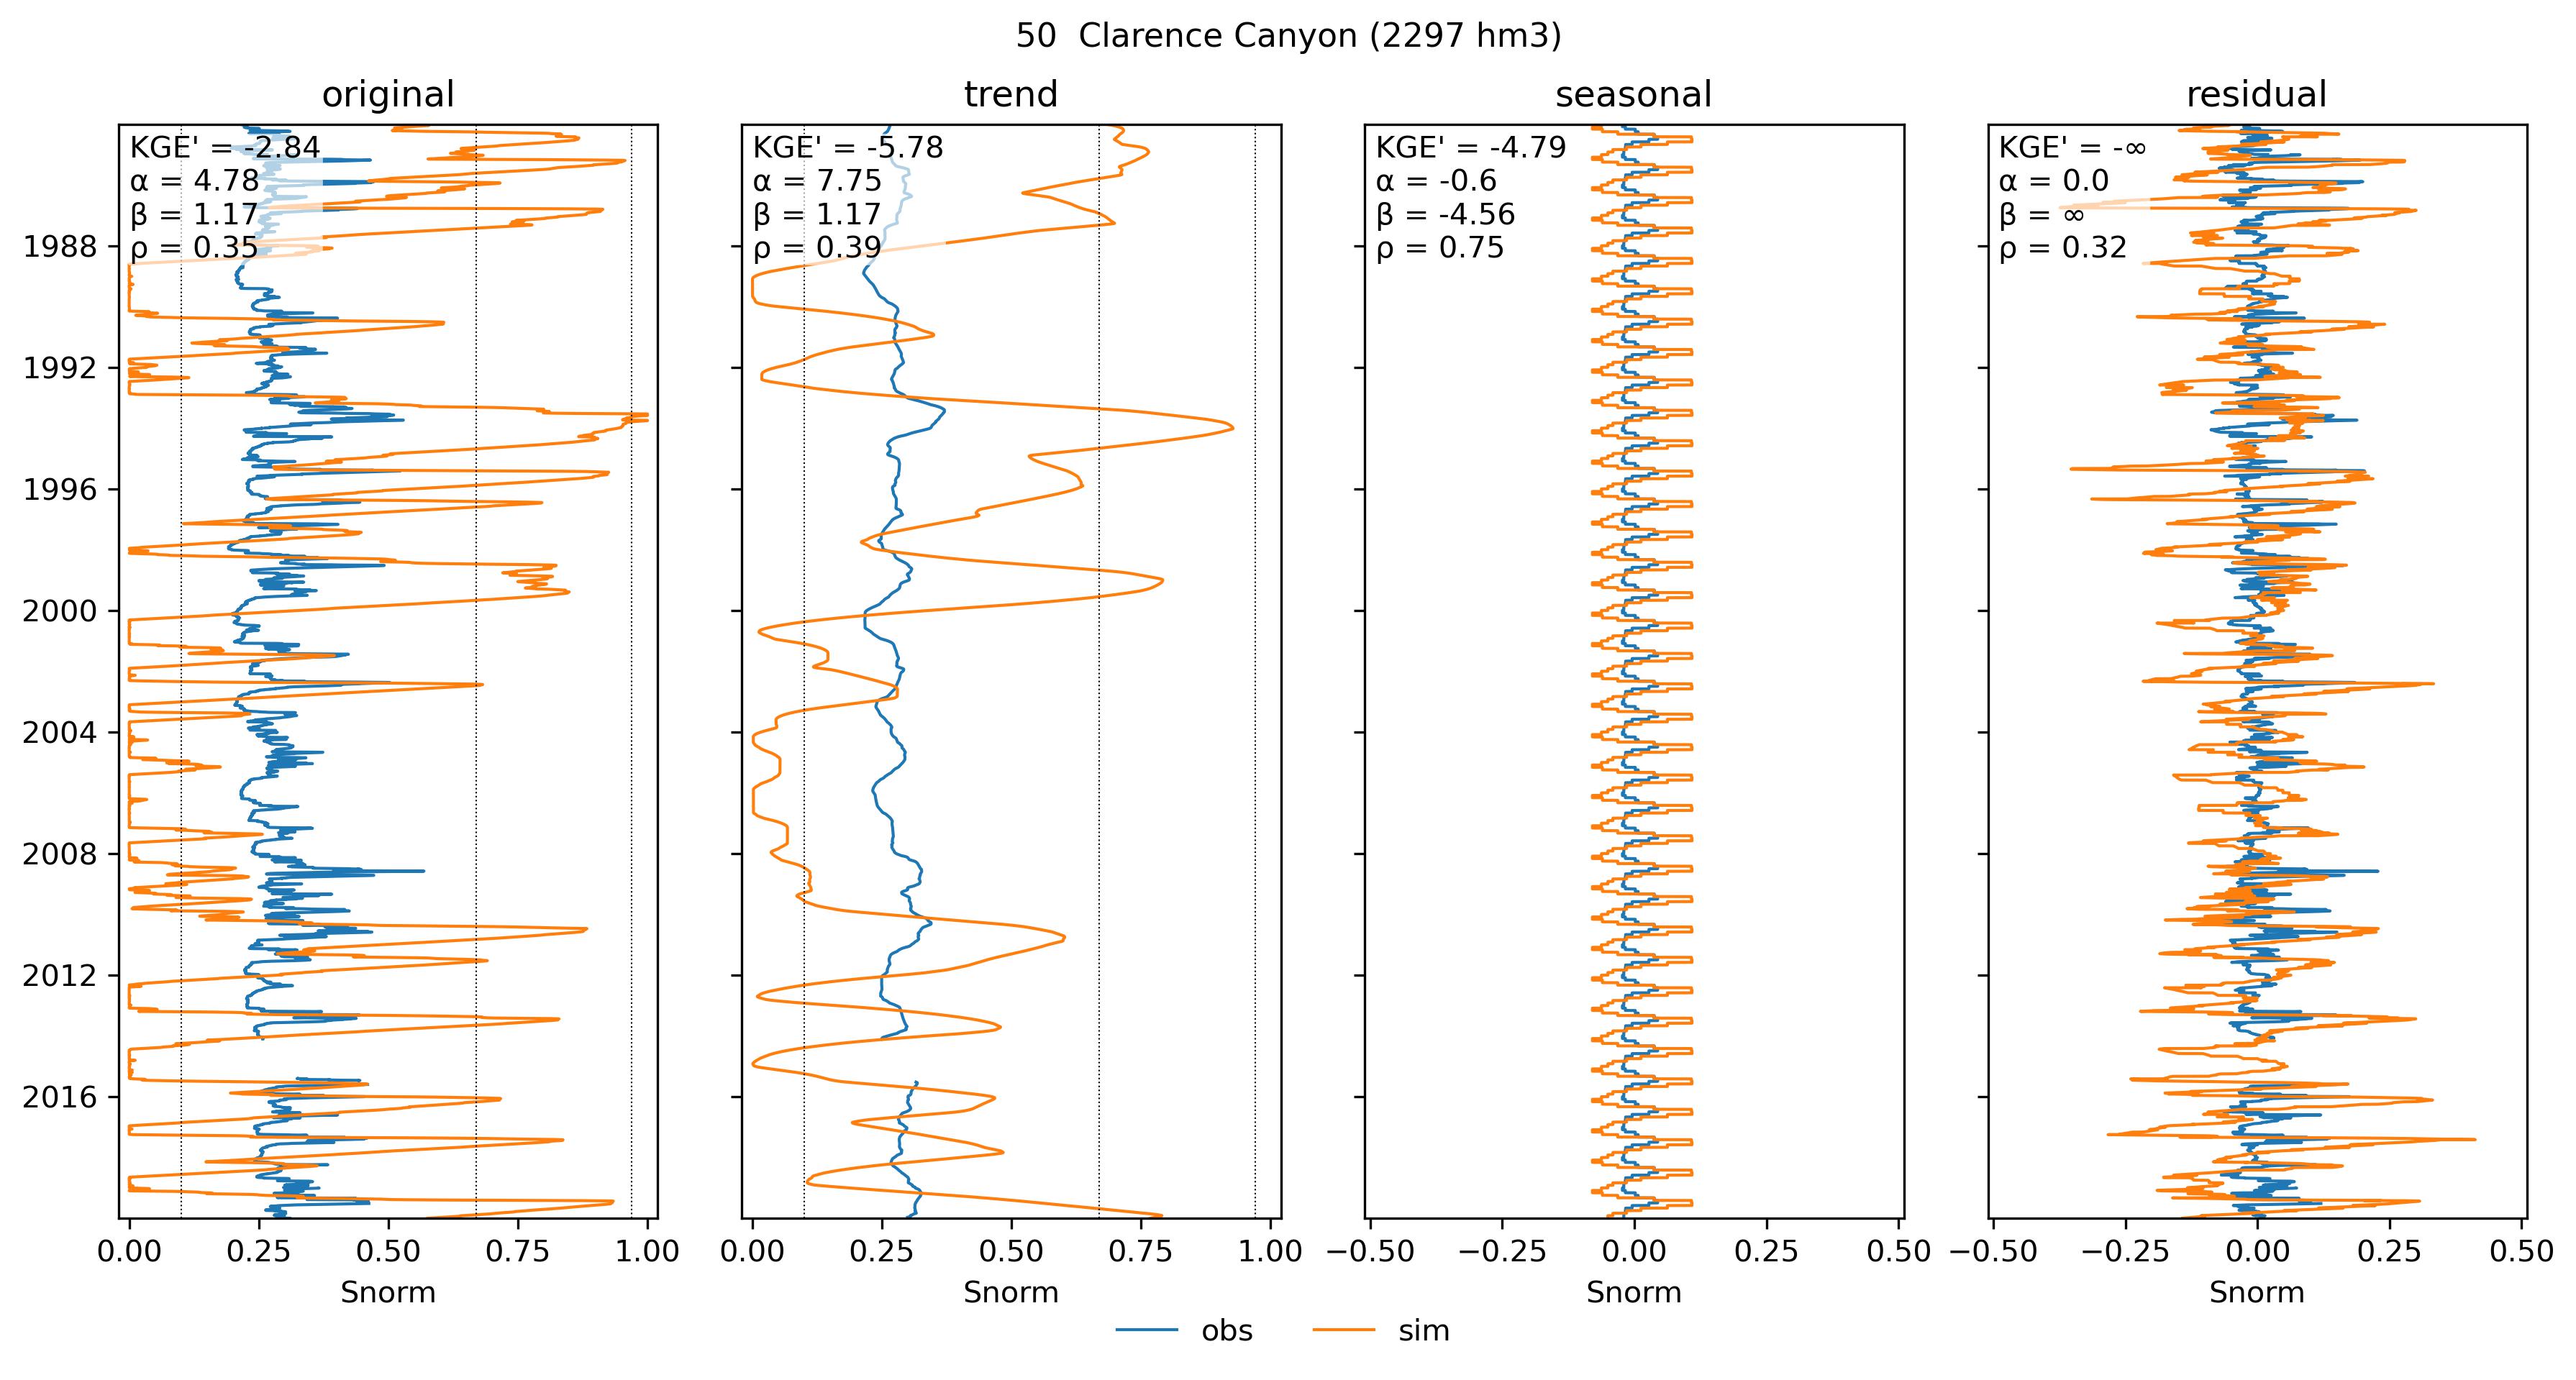 50  Clarence Canyon (2297 hm3)
original
trend
seasonal
residual
KGE' = -2.84
α = 4.78
β = 1.17
ρ = 0.35
KGE' = -5.78
α = 7.75
β = 1.17
ρ = 0.39
KGE' = -4.79
α = -0.6
β = -4.56
ρ = 0.75
KGE' = -∞
α = 0.0
β = ∞
ρ = 0.32
1988
1992
1996
2000
2004
2008
2012
2016
0.00 0.25 0.50 0.75 1.00
0.00 0.25 0.50 0.75 1.00
−0.50 −0.25 0.00 0.25 0.50
−0.50 −0.25 0.00 0.25 0.50
Snorm
Snorm
Snorm
Snorm
obs
sim